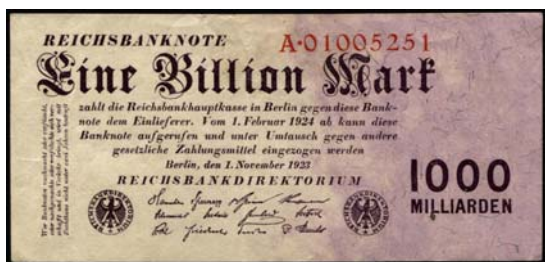 REICHSBANKNOTE
A·01005251
Eine Billion Mark
zahlt die Reichsbankhauptkasse in Berlin gegen diese Bank-
note dem Einlieferer. Vom 1. Februar 1924 ab kann diese
Banknote aufgerufen und unter Umtausch gegen andere
gesetzliche Zahlungsmittel eingezogen werden
Berlin, den 1. November 1923
REICHSBANKDIREKTORIUM
1000
MILLIARDEN